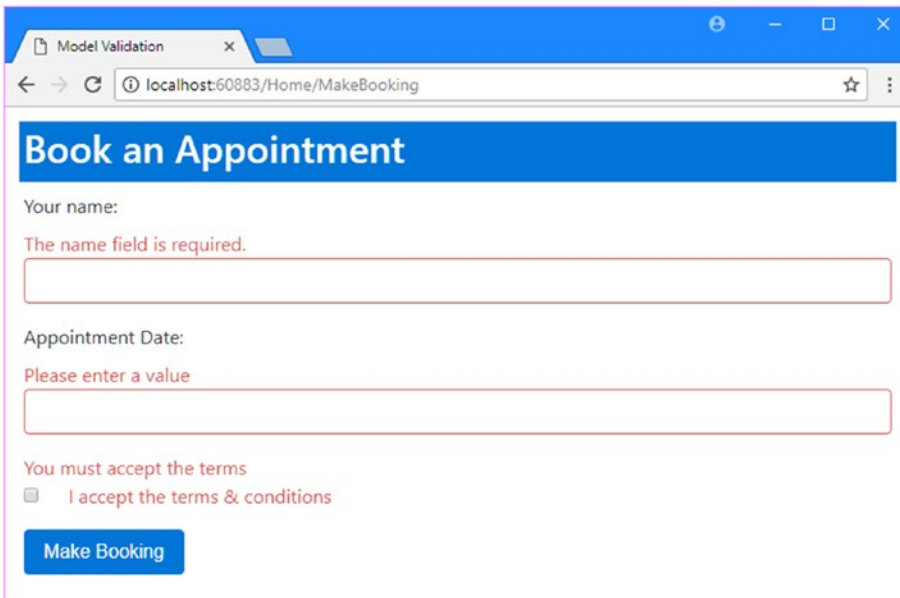 Model Validation
localhost:60883/Home/MakeBooking
Book an Appointment
Your name:
The name field is required.
Appointment Date:
Please enter a value
You must accept the terms
I accept the terms & conditions
Make Booking